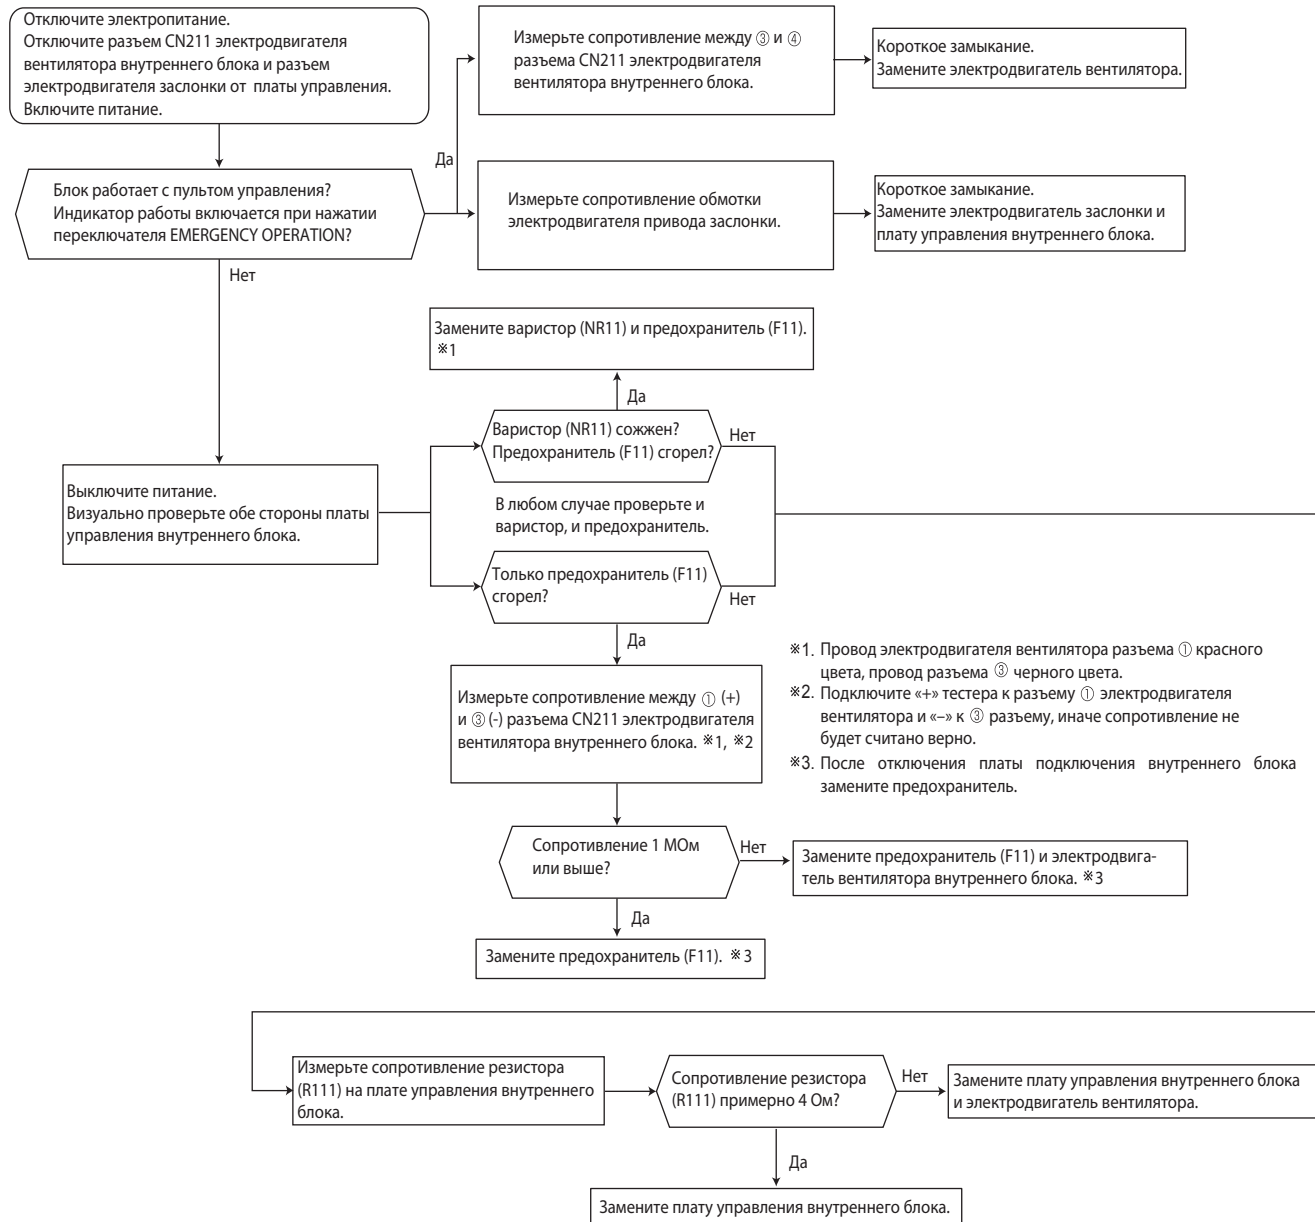 Отключите электропитание.
Отключите разъем CN211 электродвигателя
вентилятора внутреннего блока и разъем
электродвигателя заслонки от платы управления.
Включите питание.
Измерьте сопротивление между ③ и ④
разъема CN211 электродвигателя
вентилятора внутреннего блока.
Короткое замыкание.
Замените электродвигатель вентилятора.
Да
Блок работает с пультом управления?
Индикатор работы включается при нажатии
переключателя EMERGENCY OPERATION?
Измерьте сопротивление обмотки
электродвигателя привода заслонки.
Короткое замыкание.
Замените электродвигатель заслонки и
плату управления внутреннего блока.
Нет
Замените варистор (NR11) и предохранитель (F11).
※1
Да
Варистор (NR11) сожжен?
Предохранитель (F11) сгорел?
Нет
Выключите питание.
Визуально проверьте обе стороны платы
управления внутреннего блока.
В любом случае проверьте и
варистор, и предохранитель.
Только предохранитель (F11)
сгорел?
Нет
Да
Измерьте сопротивление между ① (+)
и ③ (-) разъема CN211 электродвигателя
вентилятора внутреннего блока. ※1, ※2
※1. Провод электродвигателя вентилятора разъема ① красного
цвета, провод разъема ③ черного цвета.
※2. Подключите «+» тестера к разъему ① электродвигателя
вентилятора и «–» к ③ разъему, иначе сопротивление не
будет считано верно.
※3. После отключения платы подключения внутреннего блока
замените предохранитель.
Сопротивление 1 МОм
или выше?
Нет
Замените предохранитель (F11) и электродвига-
тель вентилятора внутреннего блока. ※3
Да
Замените предохранитель (F11). ※3
Измерьте сопротивление резистора
(R111) на плате управления внутреннего
блока.
Сопротивление резистора
(R111) примерно 4 Ом?
Нет
Замените плату управления внутреннего блока
и электродвигатель вентилятора.
Да
Замените плату управления внутреннего блока.